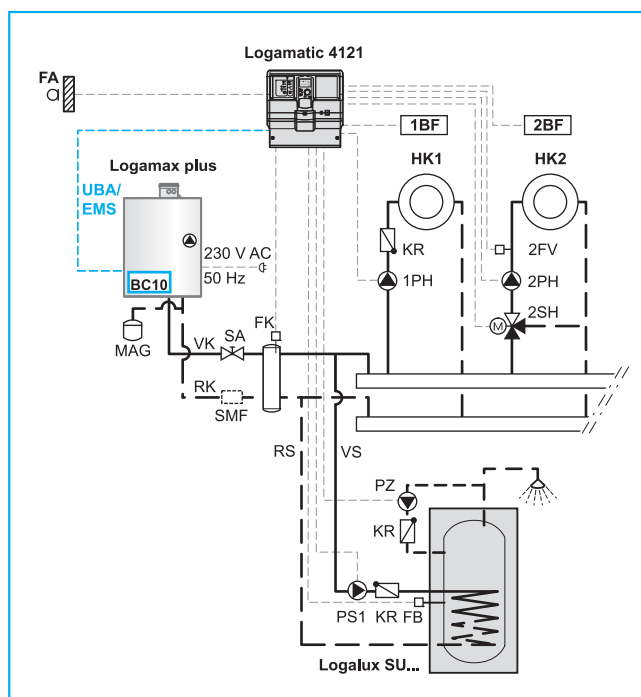 Logamatic 4121
FA
1BF
2BF
HK1
HK2
Logamax plus
UBA/
EMS
230 V AC
50 Hz
BC10
KR
2FV
1PH
2PH
2SH
M
MAG
VK
SA
FK
RK
SMF
RS
VS
PZ
KR
PS1
KR
FB
Logalux SU...